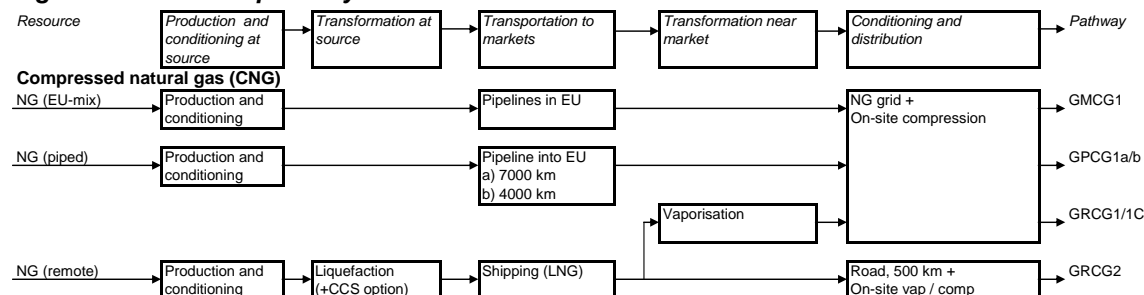 Resource
Production and
conditioning at
source
Transformation at
source
Transportation to
markets
Transformation near
market
Conditioning and
distribution
Pathway
Compressed natural gas (CNG)
NG (EU-mix)
Production and
conditioning
Pipelines in EU
NG grid +
On-site compression
GMCG1
NG (piped)
Production and
conditioning
Pipeline into EU
a) 7000 km
b) 4000 km
GPCG1a/b
Vaporisation
GRCG1/1C
NG (remote)
Production and
conditioning
Liquefaction
(+CCS option)
Shipping (LNG)
Road, 500 km +
On-site vap / comp
GRCG2